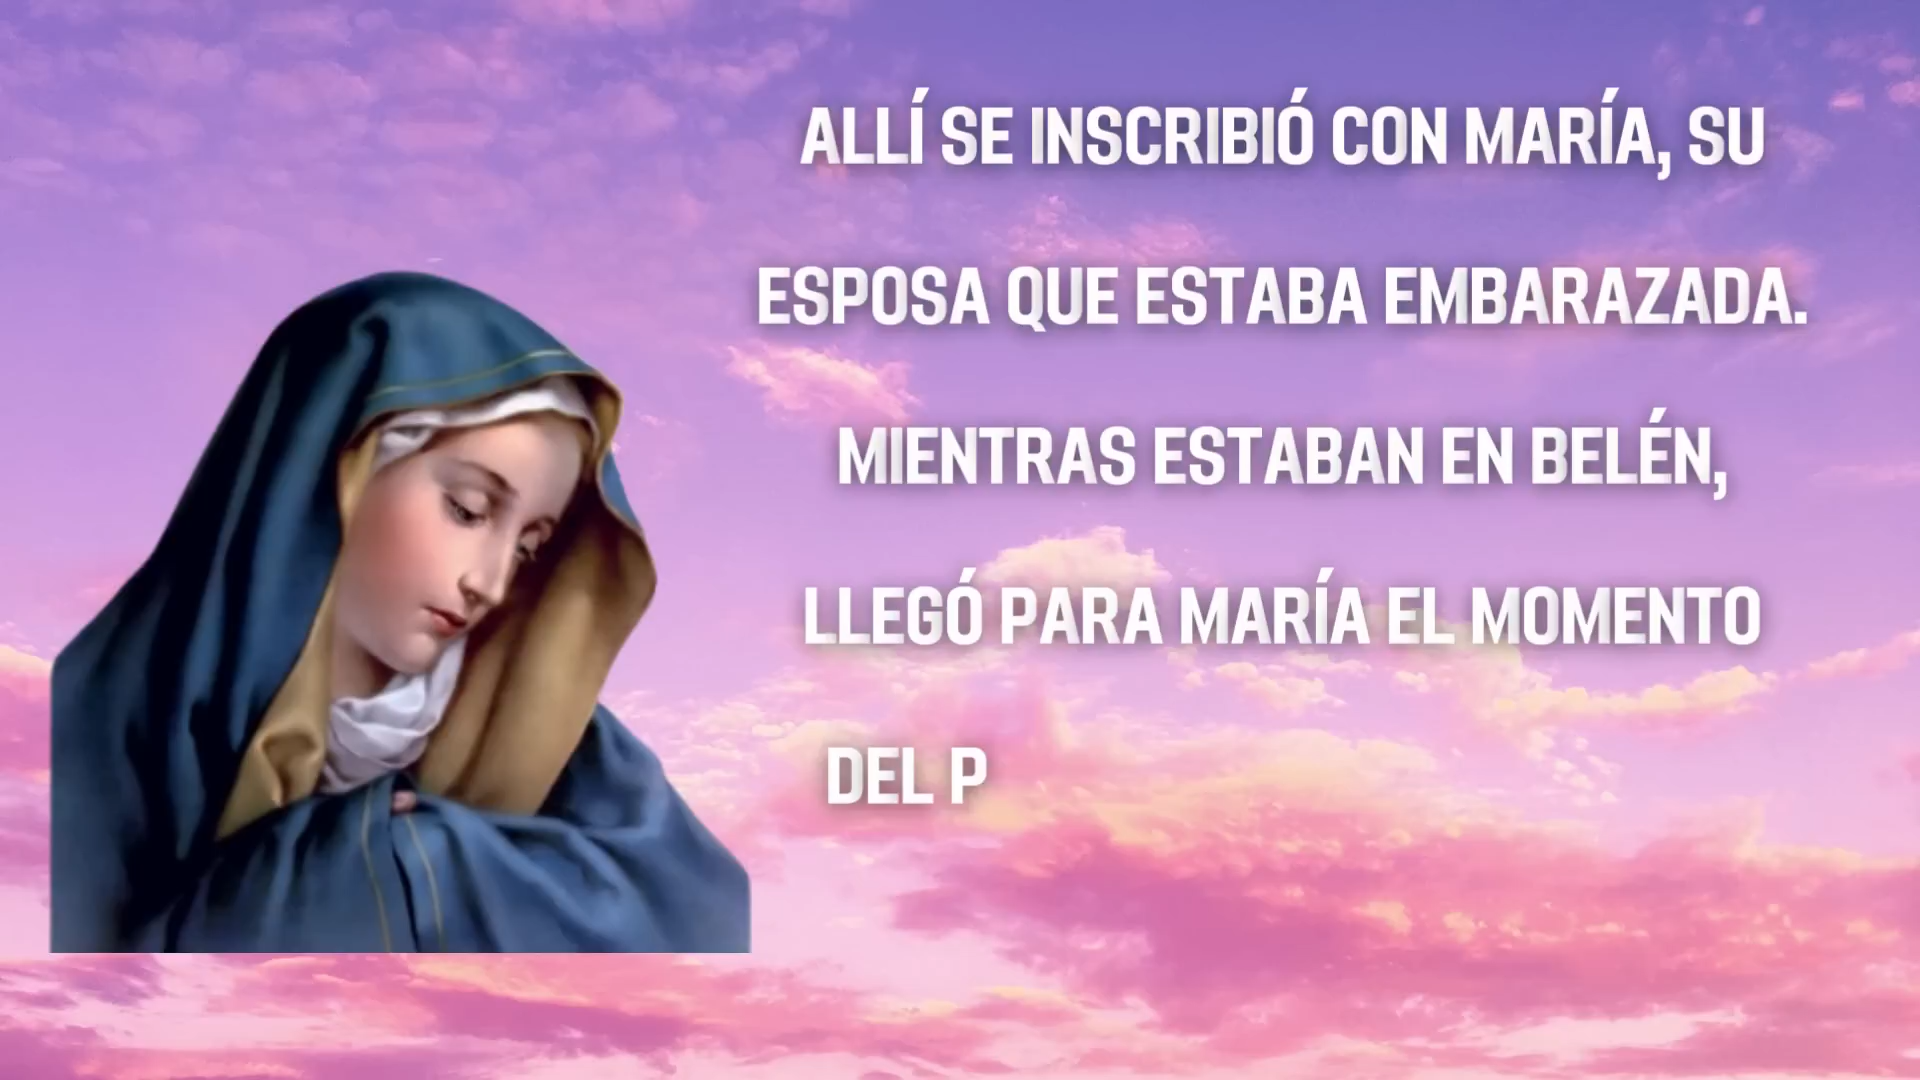 ALLÍ SE INSCRIBIÓ CON MARÍA, SU
ESPOSA QUE ESTABA EMBARAZADA.
MIENTRAS ESTABAN EN BELÉN,
LLEGÓ PARA MARÍA EL MOMENTO
DEL P